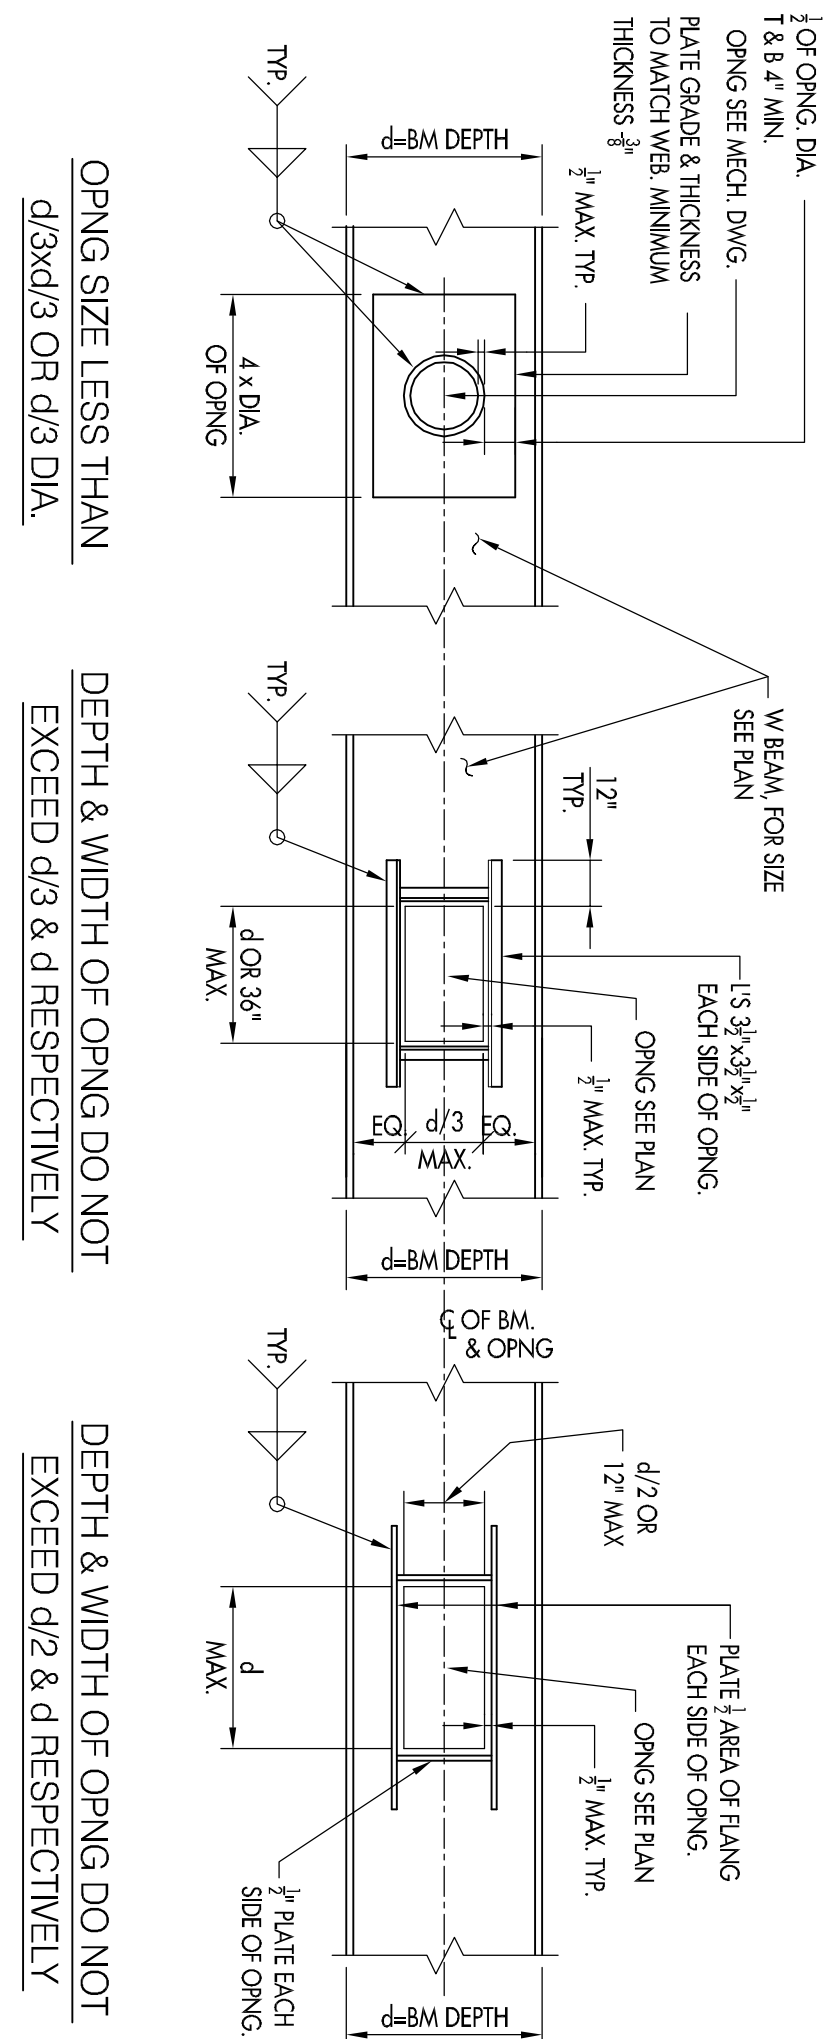 ½ OF OPNG. DIA.
T & B 4" MIN.
OPNG SEE MECH. DWG.
PLATE GRADE & THICKNESS
TO MATCH WEB. MINIMUM
THICKNESS ⅜"
½" MAX. TYP.
d=BM DEPTH
4 x DIA.
OF OPNG
TYP.
OPNG SIZE LESS THAN
d/3xd/3 OR d/3 DIA.
W BEAM, FOR SIZE
SEE PLAN
12"
TYP.
L'S 3½"x3½"x½"
EACH SIDE OF OPNG.
OPNG SEE PLAN
½" MAX. TYP.
EQ. d/3 EQ.
MAX.
d=BM DEPTH
d OR 36"
MAX.
TYP.
DEPTH & WIDTH OF OPNG DO NOT
EXCEED d/3 & d RESPECTIVELY
℄ OF BM.
& OPNG
d/2 OR
12" MAX
PLATE ½ AREA OF FLANG
EACH SIDE OF OPNG.
OPNG SEE PLAN
½" MAX. TYP.
d=BM DEPTH
d
MAX.
½" PLATE EACH
SIDE OF OPNG.
TYP.
DEPTH & WIDTH OF OPNG DO NOT
EXCEED d/2 & d RESPECTIVELY